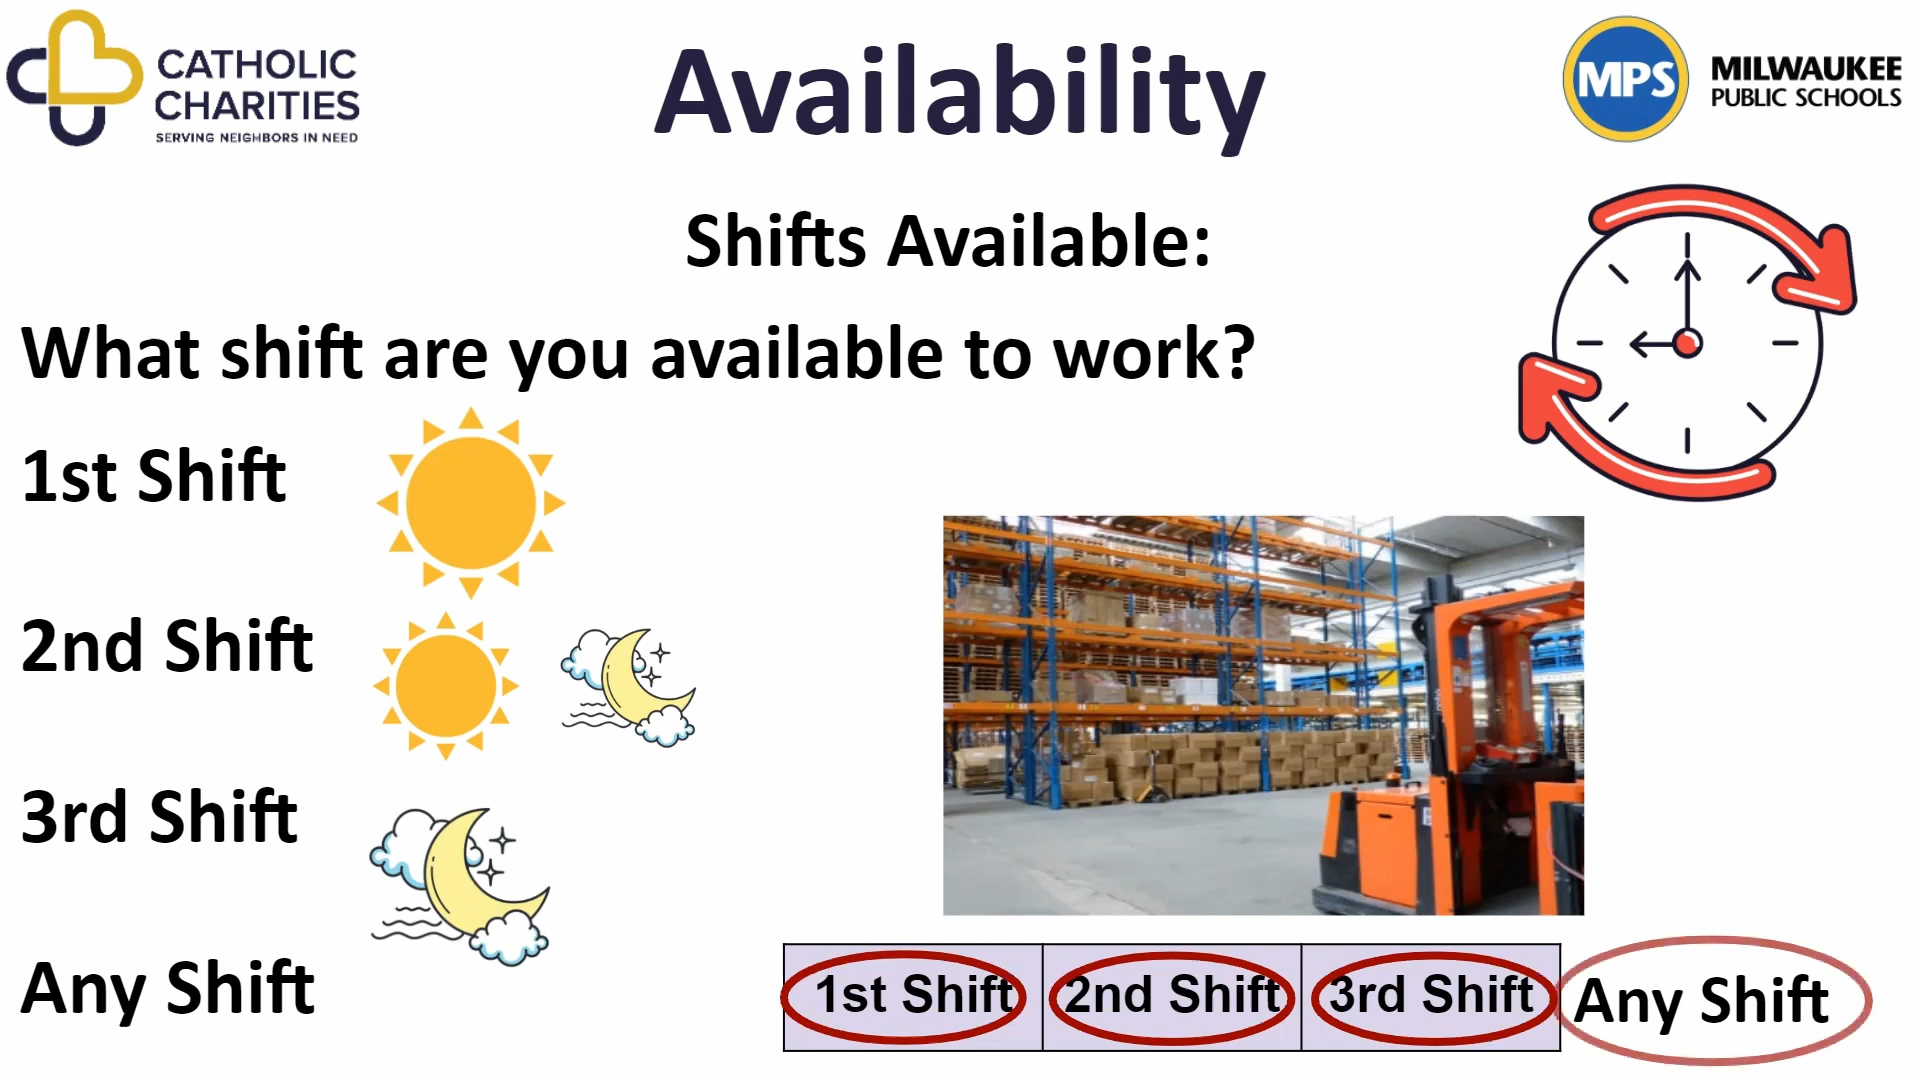 CATHOLIC
CHARITIES
SERVING NEIGHBORS IN NEED
Availability
MPS
MILWAUKEE
PUBLIC SCHOOLS
Shifts Available:
What shift are you available to work?
1st Shift
2nd Shift
3rd Shift
Any Shift
1st Shift 2nd Shift 3rd Shift Any Shift